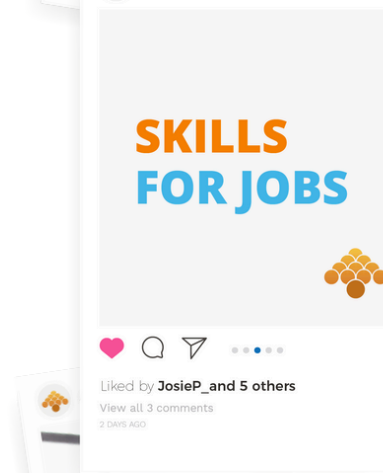 SKILLS
FOR JOBS
Liked by JosieP_and 5 others
View all 3 comments
2 DAYS AGO